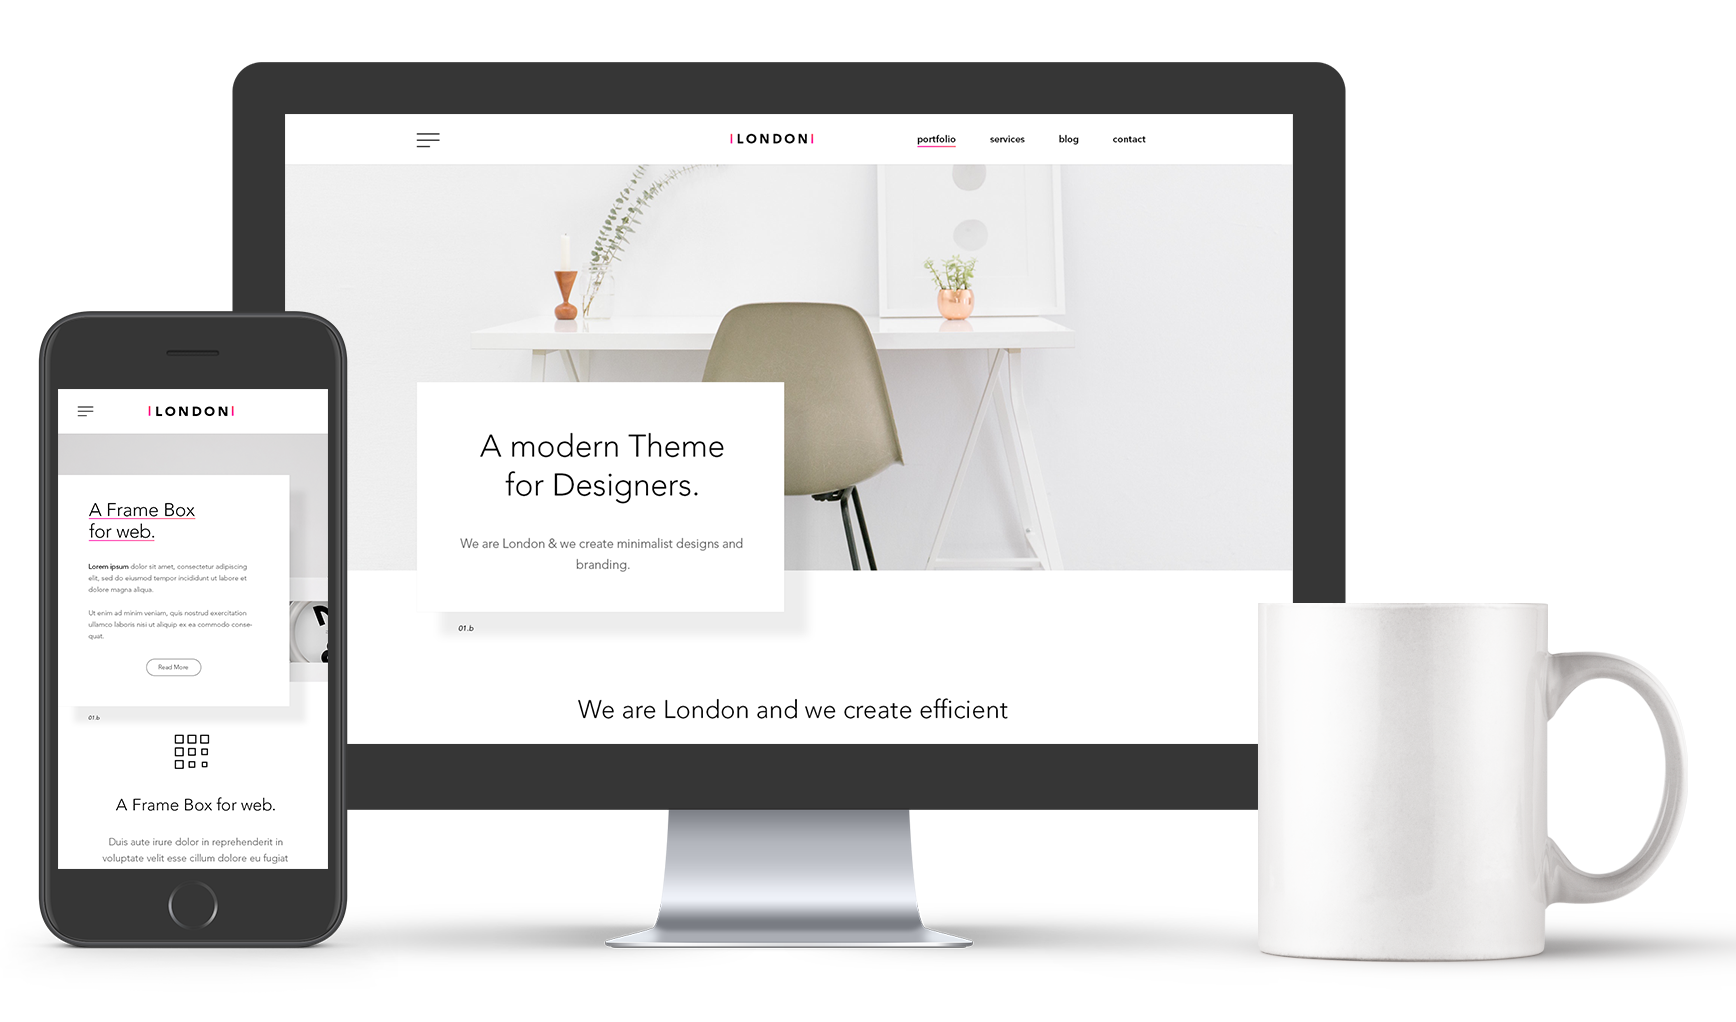 |LONDON|
portfolio services blog contact
A modern Theme
for Designers.
We are London & we create minimalist designs and
branding.
01.b
We are London and we create efficient
|LONDON|
A Frame Box
for web.
Lorem ipsum dolor sit amet, consectetur adipiscing
elit, sed do eiusmod tempor incididunt ut labore et
dolore magna aliqua.
Ut enim ad minim veniam, quis nostrud exercitation
ullamco laboris nisi ut aliquip ex ea commodo conse-
quat.
Read More
01.b
A Frame Box for web.
Duis aute irure dolor in reprehenderit in
voluptate velit esse cillum dolore eu fugiat